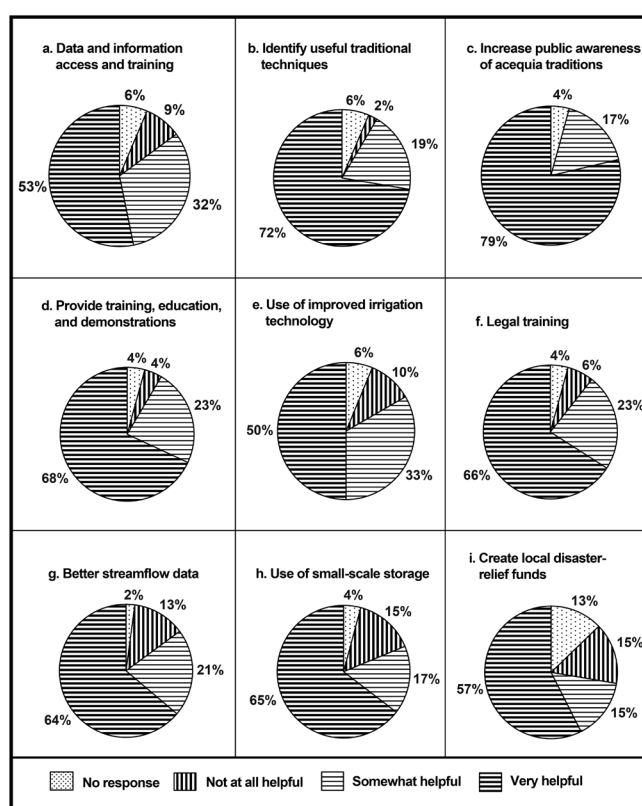 a. Data and information
access and training
6%
9%
32%
53%
b. Identify useful traditional
techniques
6%
2%
19%
72%
c. Increase public awareness
of acequia traditions
4%
17%
79%
d. Provide training, education,
and demonstrations
4%
4%
23%
68%
e. Use of improved irrigation
technology
6%
10%
33%
50%
f. Legal training
4%
6%
23%
66%
g. Better streamflow data
2%
13%
21%
64%
h. Use of small-scale storage
4%
15%
17%
65%
i. Create local disaster-
relief funds
13%
15%
15%
57%
No response
Not at all helpful
Somewhat helpful
Very helpful